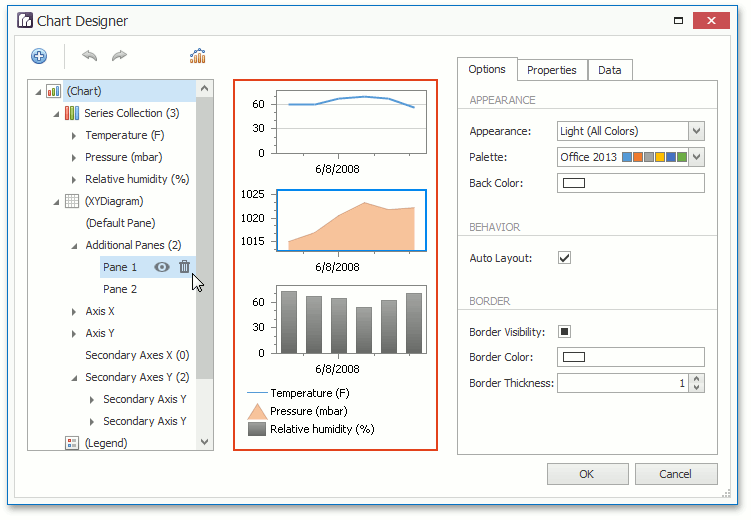 Chart Designer
(Chart)
Series Collection (3)
Temperature (F)
Pressure (mbar)
Relative humidity (%)
(XYDiagram)
(Default Pane)
Additional Panes (2)
Pane 1
Pane 2
Axis X
Axis Y
Secondary Axes X (0)
Secondary Axes Y (2)
Secondary Axis Y
Secondary Axis Y
(Legend)
60
30
0
6/8/2008
1025
1020
1015
6/8/2008
60
30
0
6/8/2008
Temperature (F)
Pressure (mbar)
Relative humidity (%)
Options Properties Data
APPEARANCE
Appearance: Light (All Colors)
Palette: Office 2013
Back Color:
BEHAVIOR
Auto Layout:
BORDER
Border Visibility:
Border Color:
Border Thickness: 1
OK Cancel